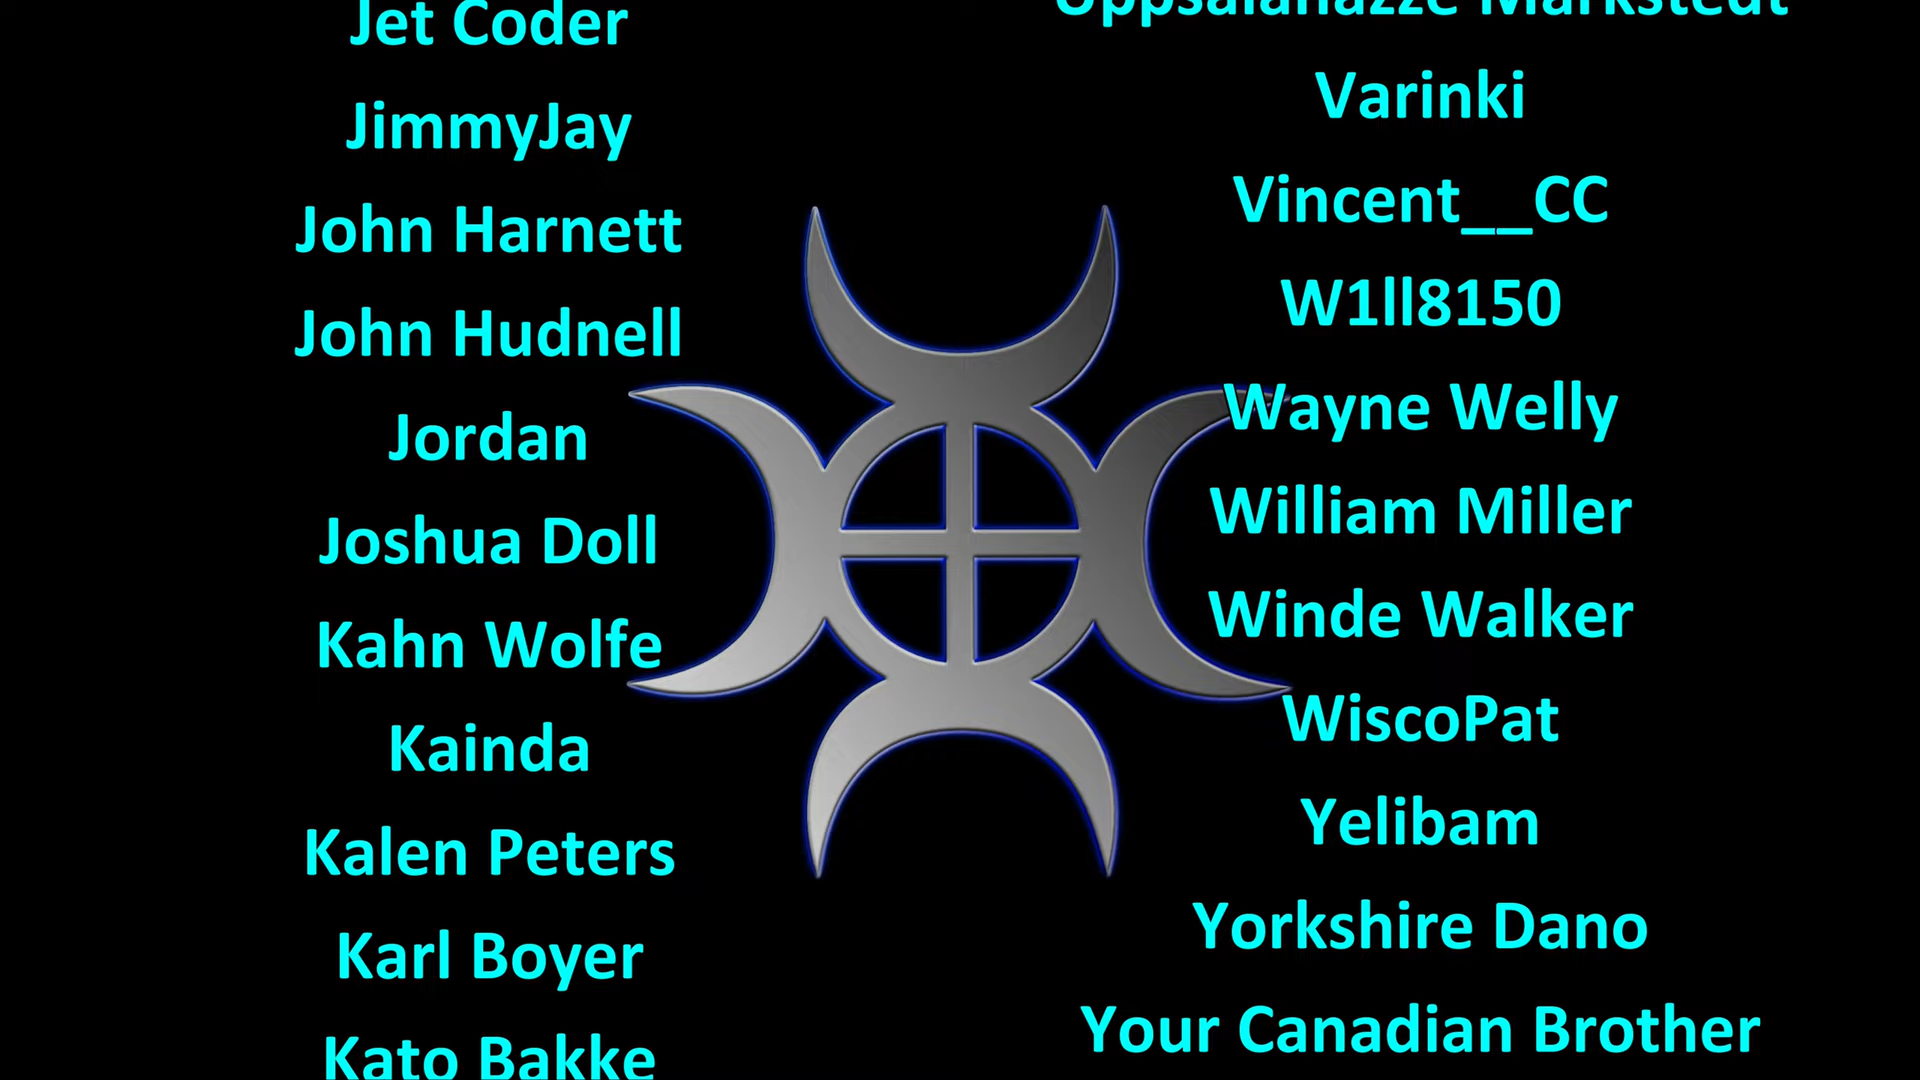 Jet Coder
JimmyJay
John Harnett
John Hudnell
Jordan
Joshua Doll
Kahn Wolfe
Kainda
Kalen Peters
Karl Boyer
Kato Bakke
Markstedt
Varinki
Vincent__CC
W1ll8150
Wayne Welly
William Miller
Winde Walker
WiscoPat
Yelibam
Yorkshire Dano
Your Canadian Brother